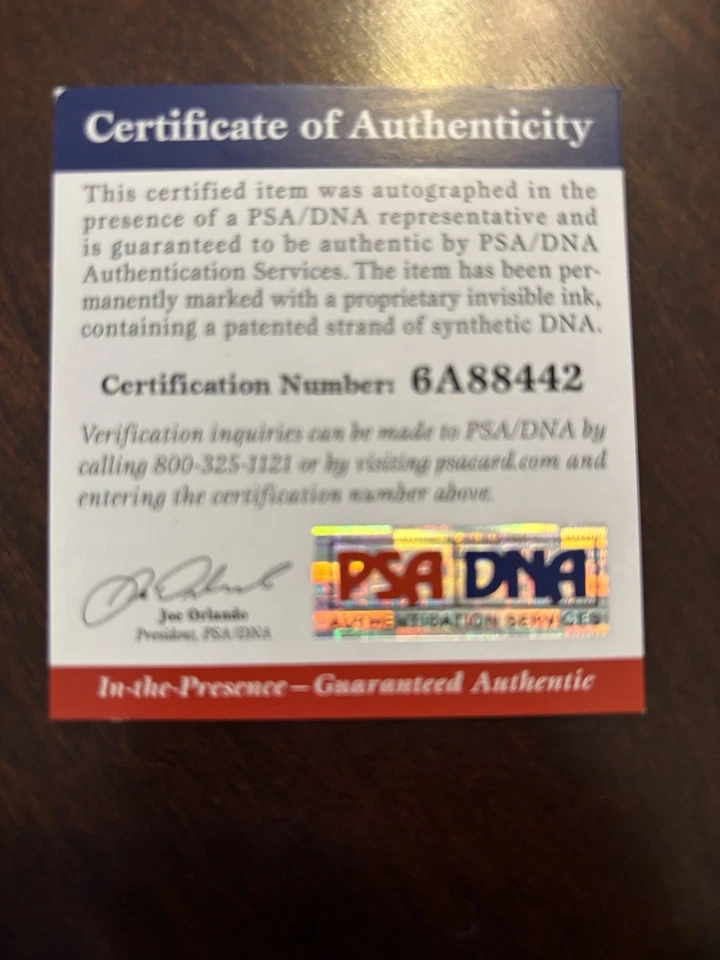 Certificate of Authenticity
This certified item was autographed in the
presence of a PSA/DNA representative and
is guaranteed to be authentic by PSA/DNA
Authentication Services. The item has been per-
manently marked with a proprietary invisible ink,
containing a patented strand of synthetic DNA.
Certification Number: 6A88442
Verification inquiries can be made to PSA/DNA by
calling 800-325-1121 or by visiting psacard.com and
entering the certification number above.
PSA DNA
AUTHENTICATION SERVICES
Joe Orlando
President, PSA/DNA
In-the-Presence – Guaranteed Authentic